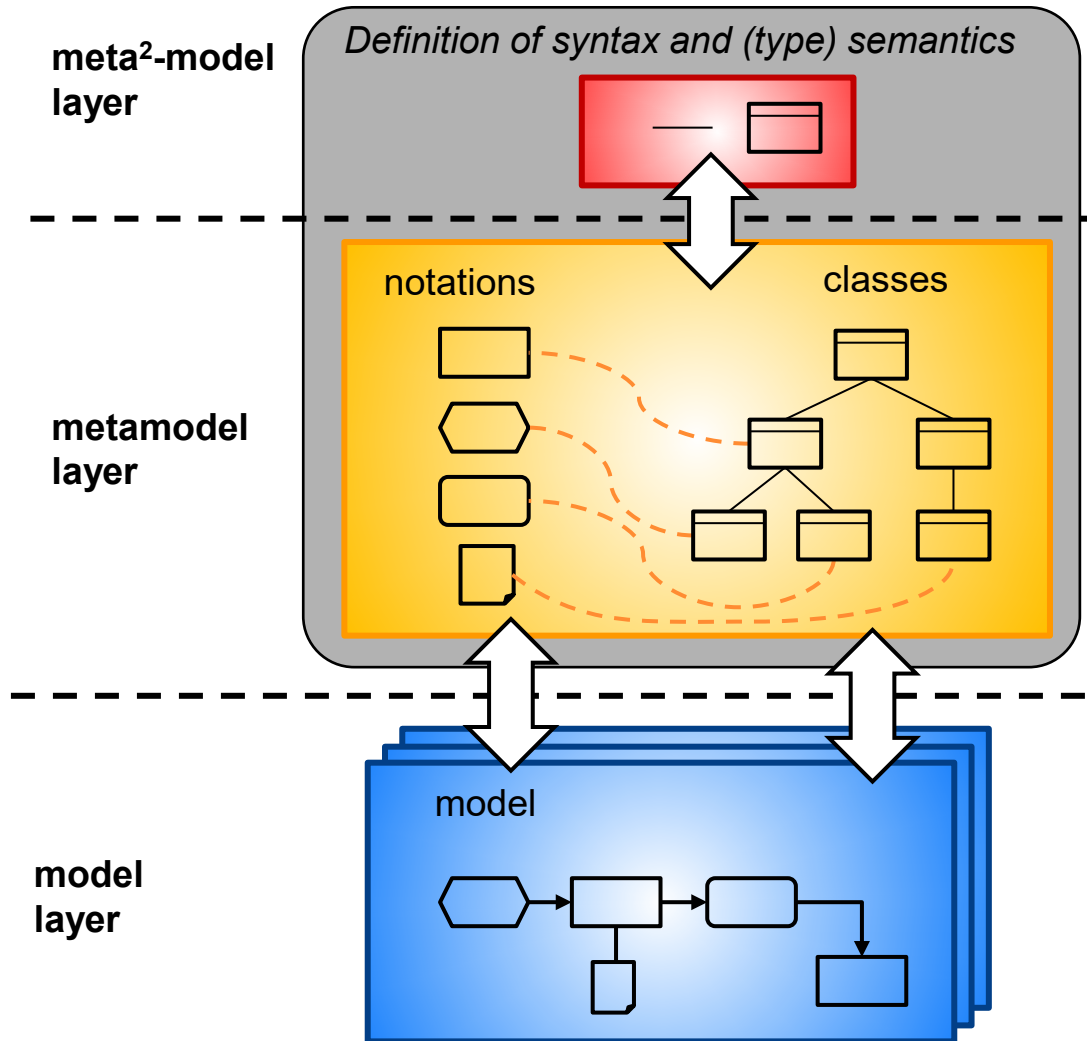 Definition of syntax and (type) semantics
meta²-model
layer
notations
classes
metamodel
layer
model
model
layer